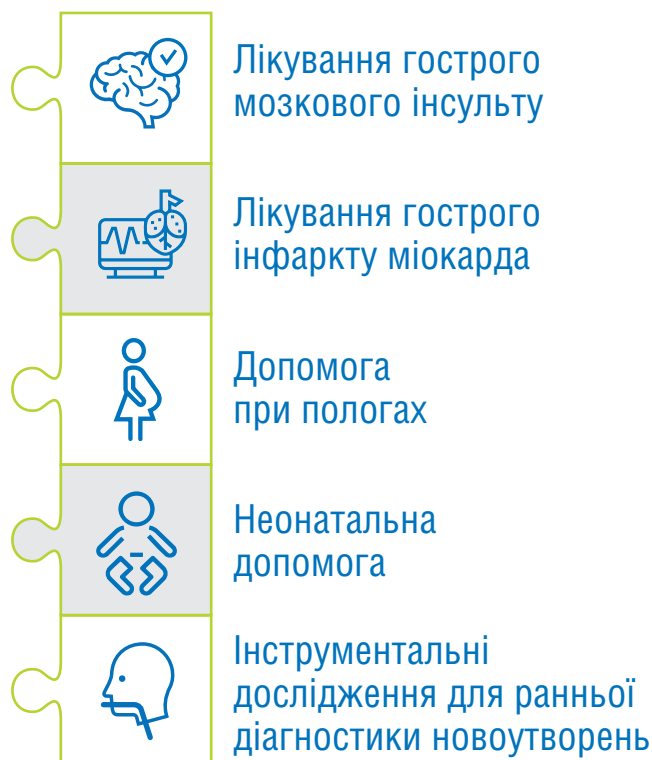 Лікування гострого
мозкового інсульту
Лікування гострого
інфаркту міокарда
Допомога
при пологах
Неонатальна
допомога
Інструментальні
дослідження для ранньої
діагностики новоутворень